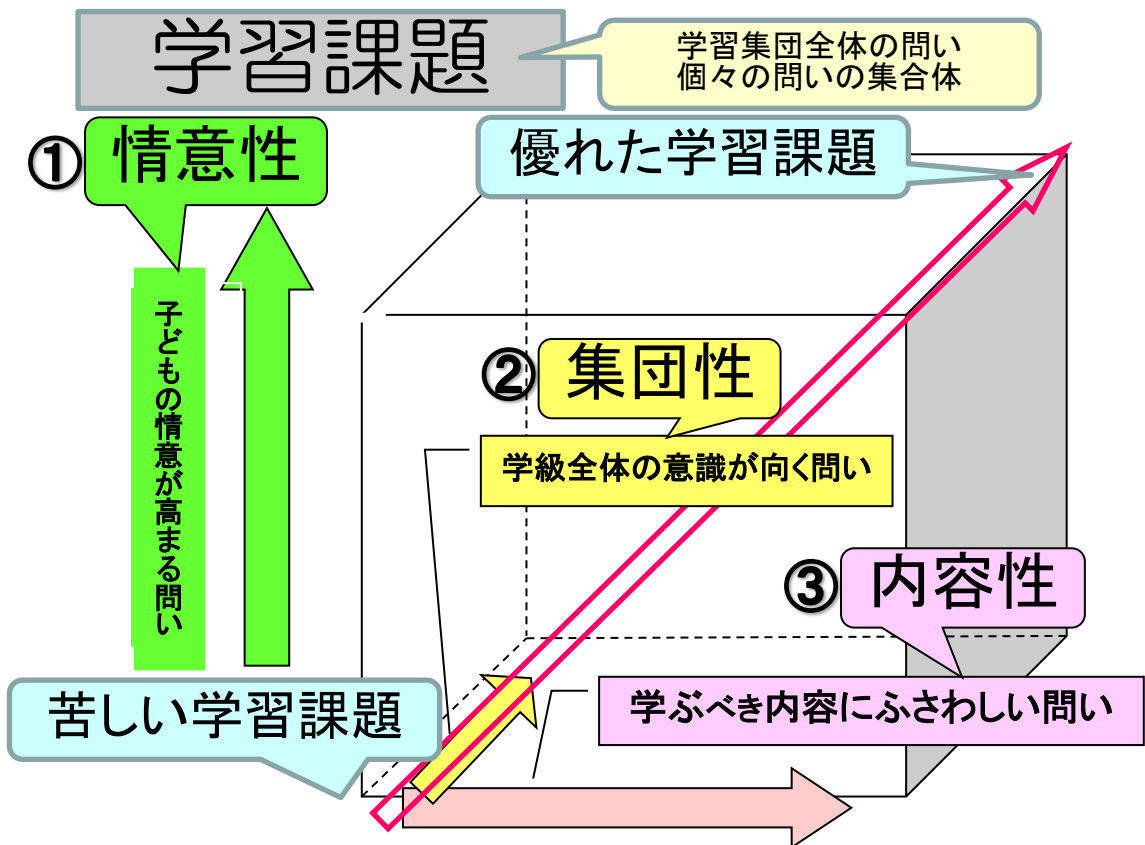 学習課題
学習集団全体の問い
個々の問いの集合体
①
情意性
優れた学習課題
子どもの情意が高まる問い
②
集団性
学級全体の意識が向く問い
③
内容性
苦しい学習課題
学ぶべき内容にふさわしい問い